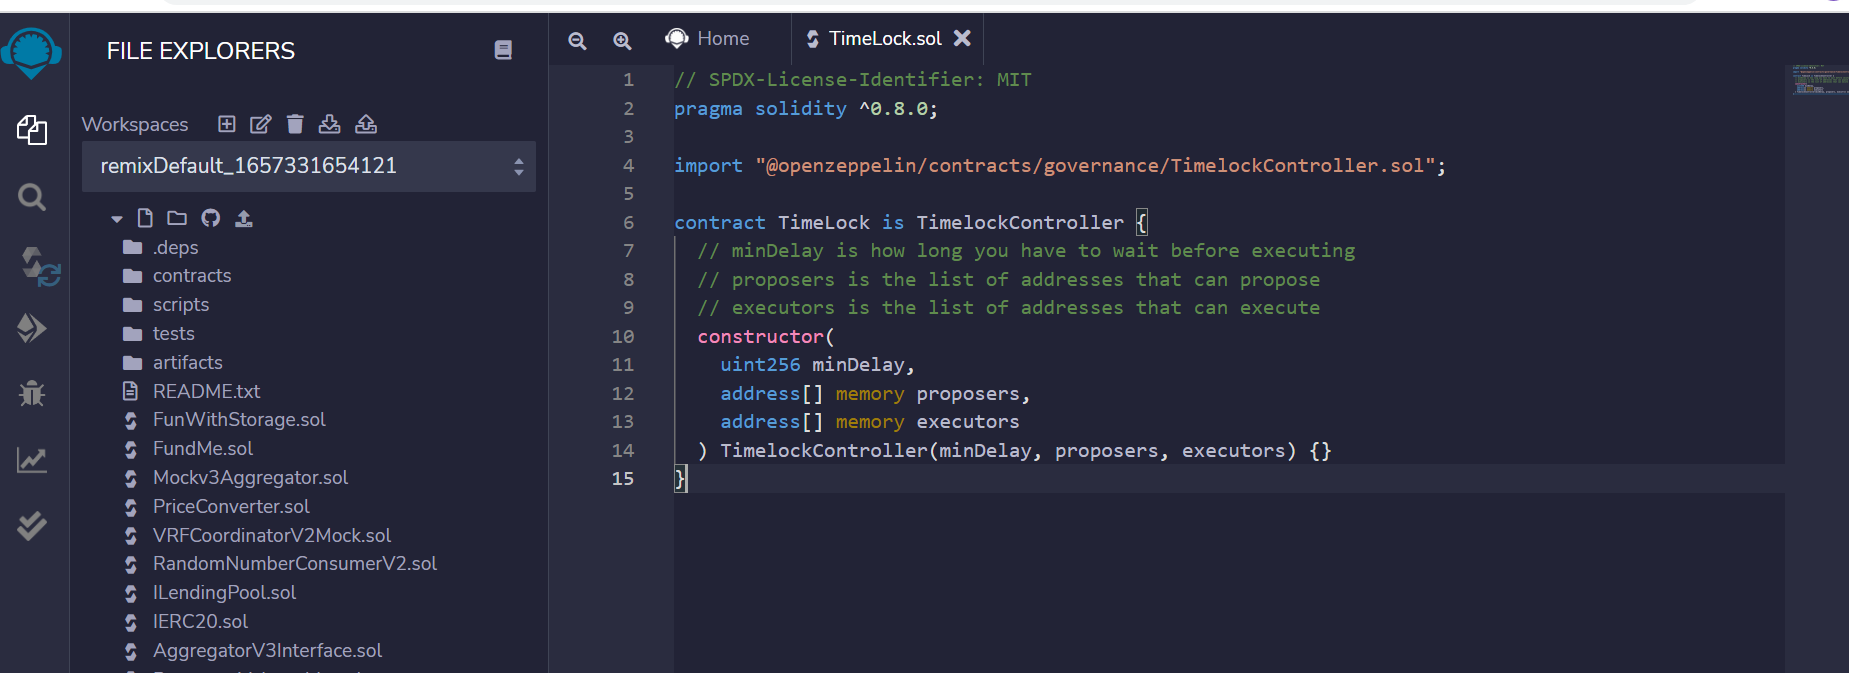 FILE EXPLORERS
Workspaces
remixDefault_1657331654121
.deps
contracts
scripts
tests
artifacts
README.txt
FunWithStorage.sol
FundMe.sol
Mockv3Aggregator.sol
PriceConverter.sol
VRFCoordinatorV2Mock.sol
RandomNumberConsumerV2.sol
ILendingPool.sol
IERC20.sol
AggregatorV3Interface.sol
Home
TimeLock.sol
1 // SPDX-License-Identifier: MIT
2 pragma solidity ^0.8.0;
3
4 import "@openzeppelin/contracts/governance/TimelockController.sol";
5
6 contract TimeLock is TimelockController {
7 // minDelay is how long you have to wait before executing
8 // proposers is the list of addresses that can propose
9 // executors is the list of addresses that can execute
10 constructor(
11 uint256 minDelay,
12 address[] memory proposers,
13 address[] memory executors
14 ) TimelockController(minDelay, proposers, executors) {}
15 }